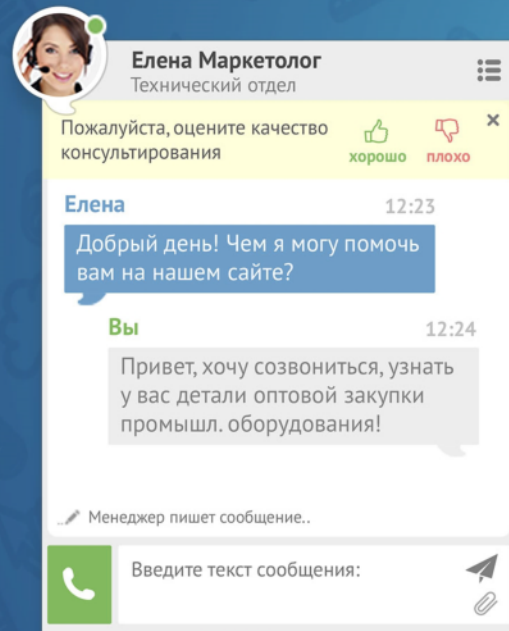 Елена Маркетолог
Технический отдел
Пожалуйста, оцените качество
консультирования
хорошо плохо
Елена 12:23
Добрый день! Чем я могу помочь
вам на нашем сайте?
Вы 12:24
Привет, хочу созвониться, узнать
у вас детали оптовой закупки
промышл. оборудования!
Менеджер пишет сообщение..
Введите текст сообщения: